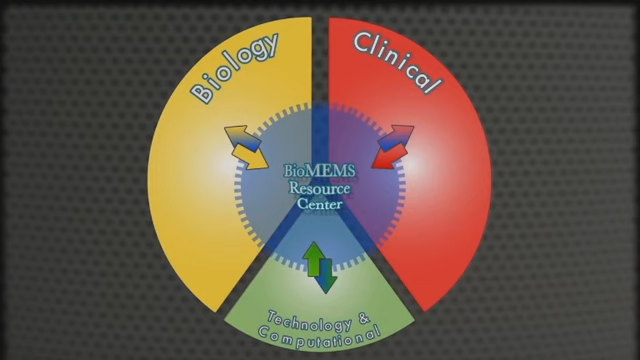 Biology
Clinical
BioMEMS
Resource
Center
Technology &
Computational